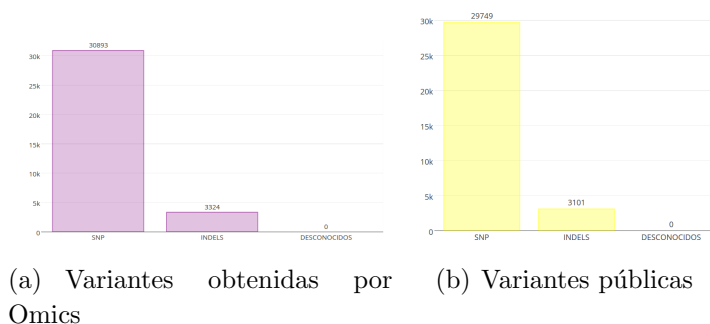 30893
30k
25k
20k
15k
10k
5k
3324
0
0
SNP INDELS DESCONOCIDOS
(a) Variantes obtenidas por
Omics
29749
30k
25k
20k
15k
10k
5k
3101
0
0
SNP INDELS DESCONOCIDOS
(b) Variantes públicas